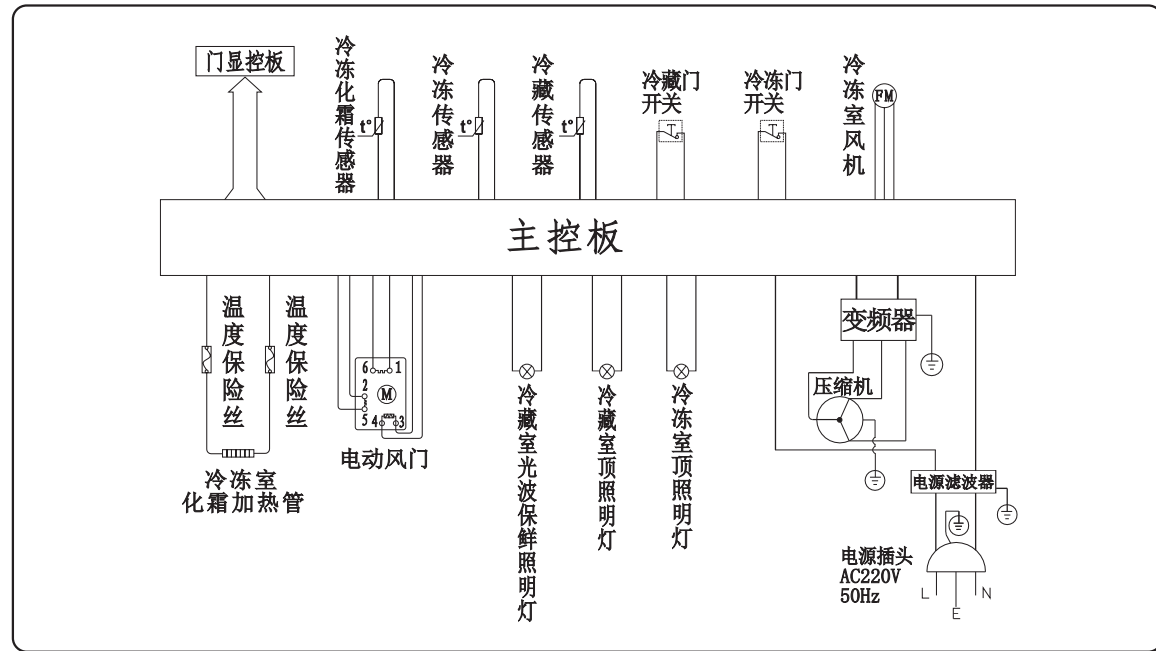 门显控板
冷冻化霜传感器
t°
冷冻传感器
t°
冷藏传感器
t°
冷藏门
开关
冷冻门
开关
冷冻室风机
FM
主控板
温度保险丝
温度保险丝
冷冻室
化霜加热管
6 1
2
M
5 4 3
电动风门
冷藏室光波保鲜照明灯
冷藏室顶照明灯
冷冻室顶照明灯
变频器
压缩机
电源滤波器
电源插头
AC220V
50Hz
L
E
N